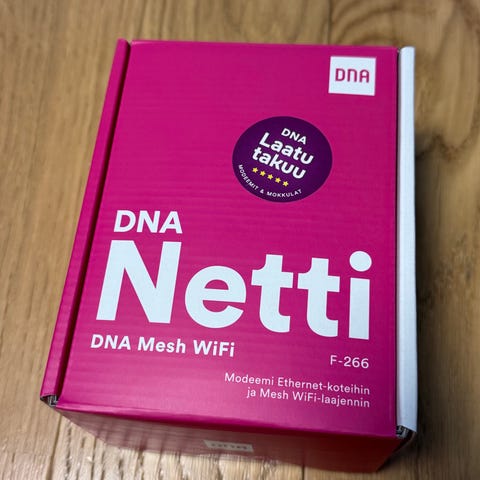 DNA
DNA
Laatu
takuu
MODEEMIT & MOKKULAT
DNA
Netti
DNA Mesh WiFi
F-266
Modeemi Ethernet-koteihin
ja Mesh WiFi-laajennin
DNA